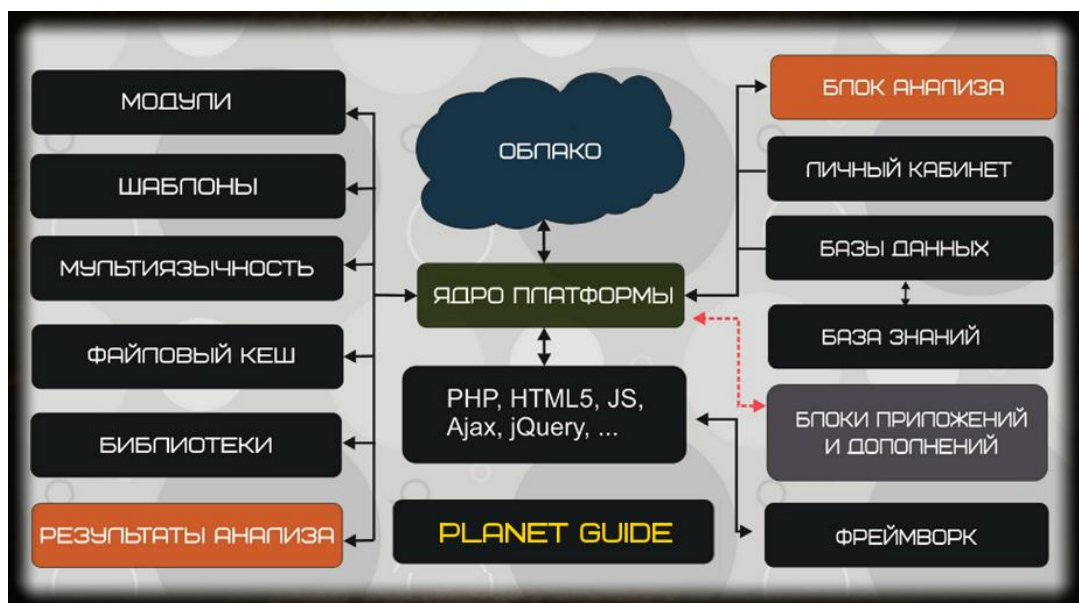 МОДУЛИ
ШАБЛОНЫ
МУЛЬТИЯЗЫЧНОСТЬ
ФАЙЛОВЫЙ КЕШ
БИБЛИОТЕКИ
РЕЗУЛЬТАТЫ АНАЛИЗА
ОБЛАКО
ЯДРО ПЛАТФОРМЫ
PHP, HTML5, JS,
Ajax, jQuery, ...
PLANET GUIDE
БЛОК АНАЛИЗА
ЛИЧНЫЙ КАБИНЕТ
БАЗЫ ДАННЫХ
БАЗА ЗНАНИЙ
БЛОКИ ПРИЛОЖЕНИЙ
И ДОПОЛНЕНИЙ
ФРЕЙМВОРК